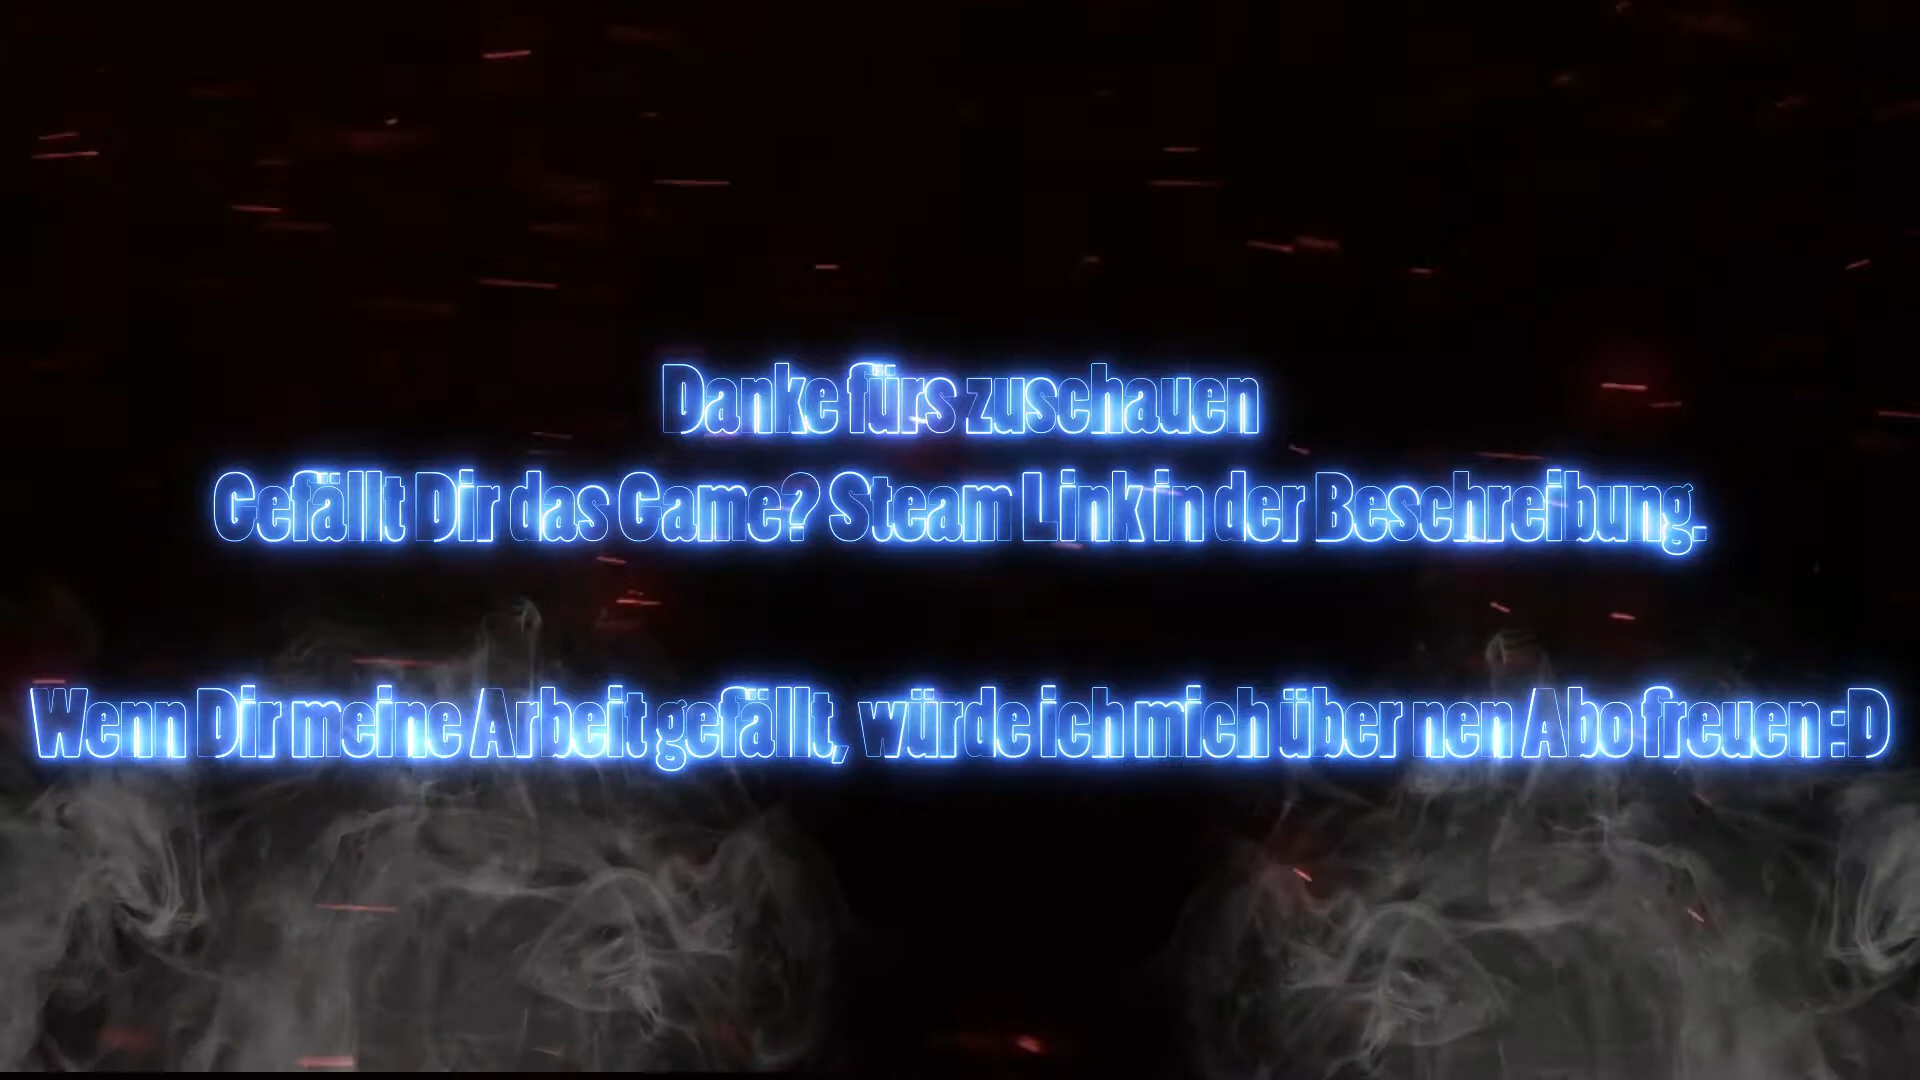 Danke fürs zuschauen
Gefällt Dir das Game? Steam Link in der Beschreibung.
Wenn Dir meine Arbeit gefällt, würde ich mich über nen Abo freuen :D